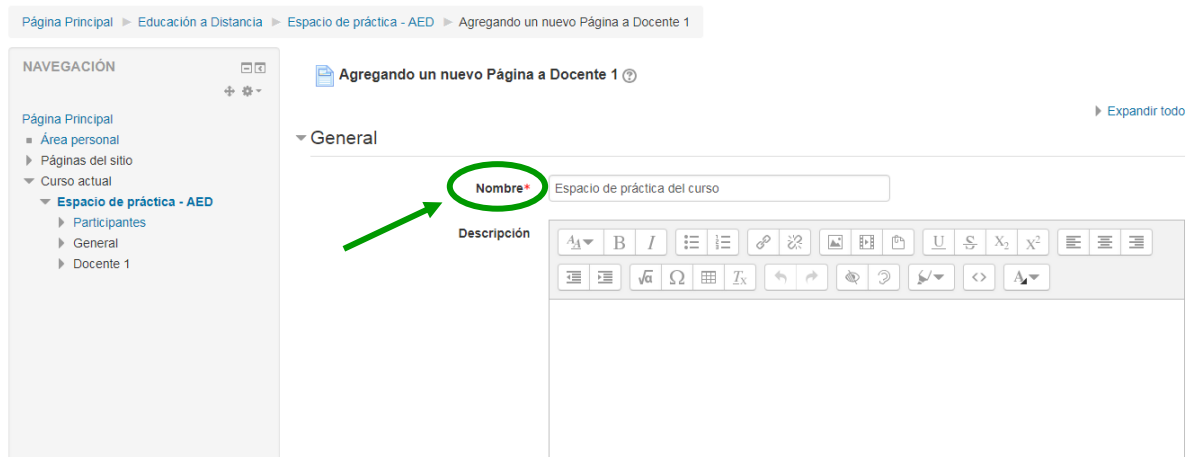 Página Principal ► Educación a Distancia ► Espacio de práctica - AED ► Agregando un nuevo Página a Docente 1
NAVEGACIÓN
Página Principal
Área personal
Páginas del sitio
Curso actual
Espacio de práctica - AED
Participantes
General
Docente 1
Agregando un nuevo Página a Docente 1
Expandir todo
General
Nombre*
Espacio de práctica del curso
Descripción